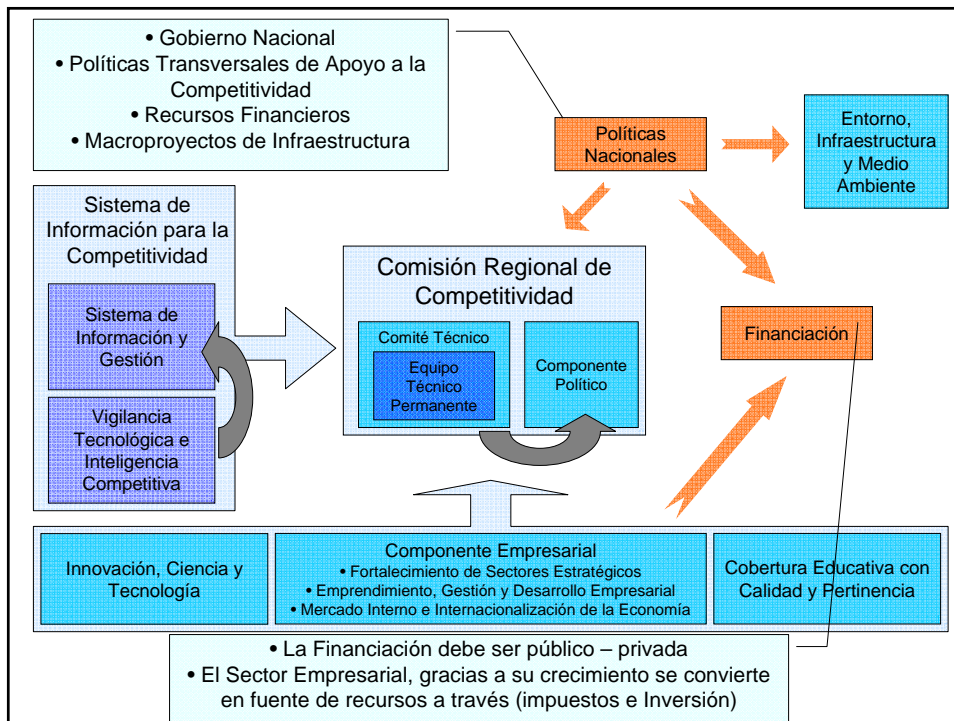 • Gobierno Nacional
• Políticas Transversales de Apoyo a la
Competitividad
• Recursos Financieros
• Macroproyectos de Infraestructura
Políticas
Nacionales
Entorno,
Infraestructura
y Medio
Ambiente
Sistema de
Información para la
Competitividad
Sistema de
Información y
Gestión
Vigilancia
Tecnológica e
Inteligencia
Competitiva
Comisión Regional de
Competitividad
Comité Técnico
Equipo
Técnico
Permanente
Componente
Político
Financiación
Innovación, Ciencia y
Tecnología
Componente Empresarial
• Fortalecimiento de Sectores Estratégicos
• Emprendimiento, Gestión y Desarrollo Empresarial
• Mercado Interno e Internacionalización de la Economía
Cobertura Educativa con
Calidad y Pertinencia
• La Financiación debe ser público – privada
• El Sector Empresarial, gracias a su crecimiento se convierte
en fuente de recursos a través (impuestos e Inversión)